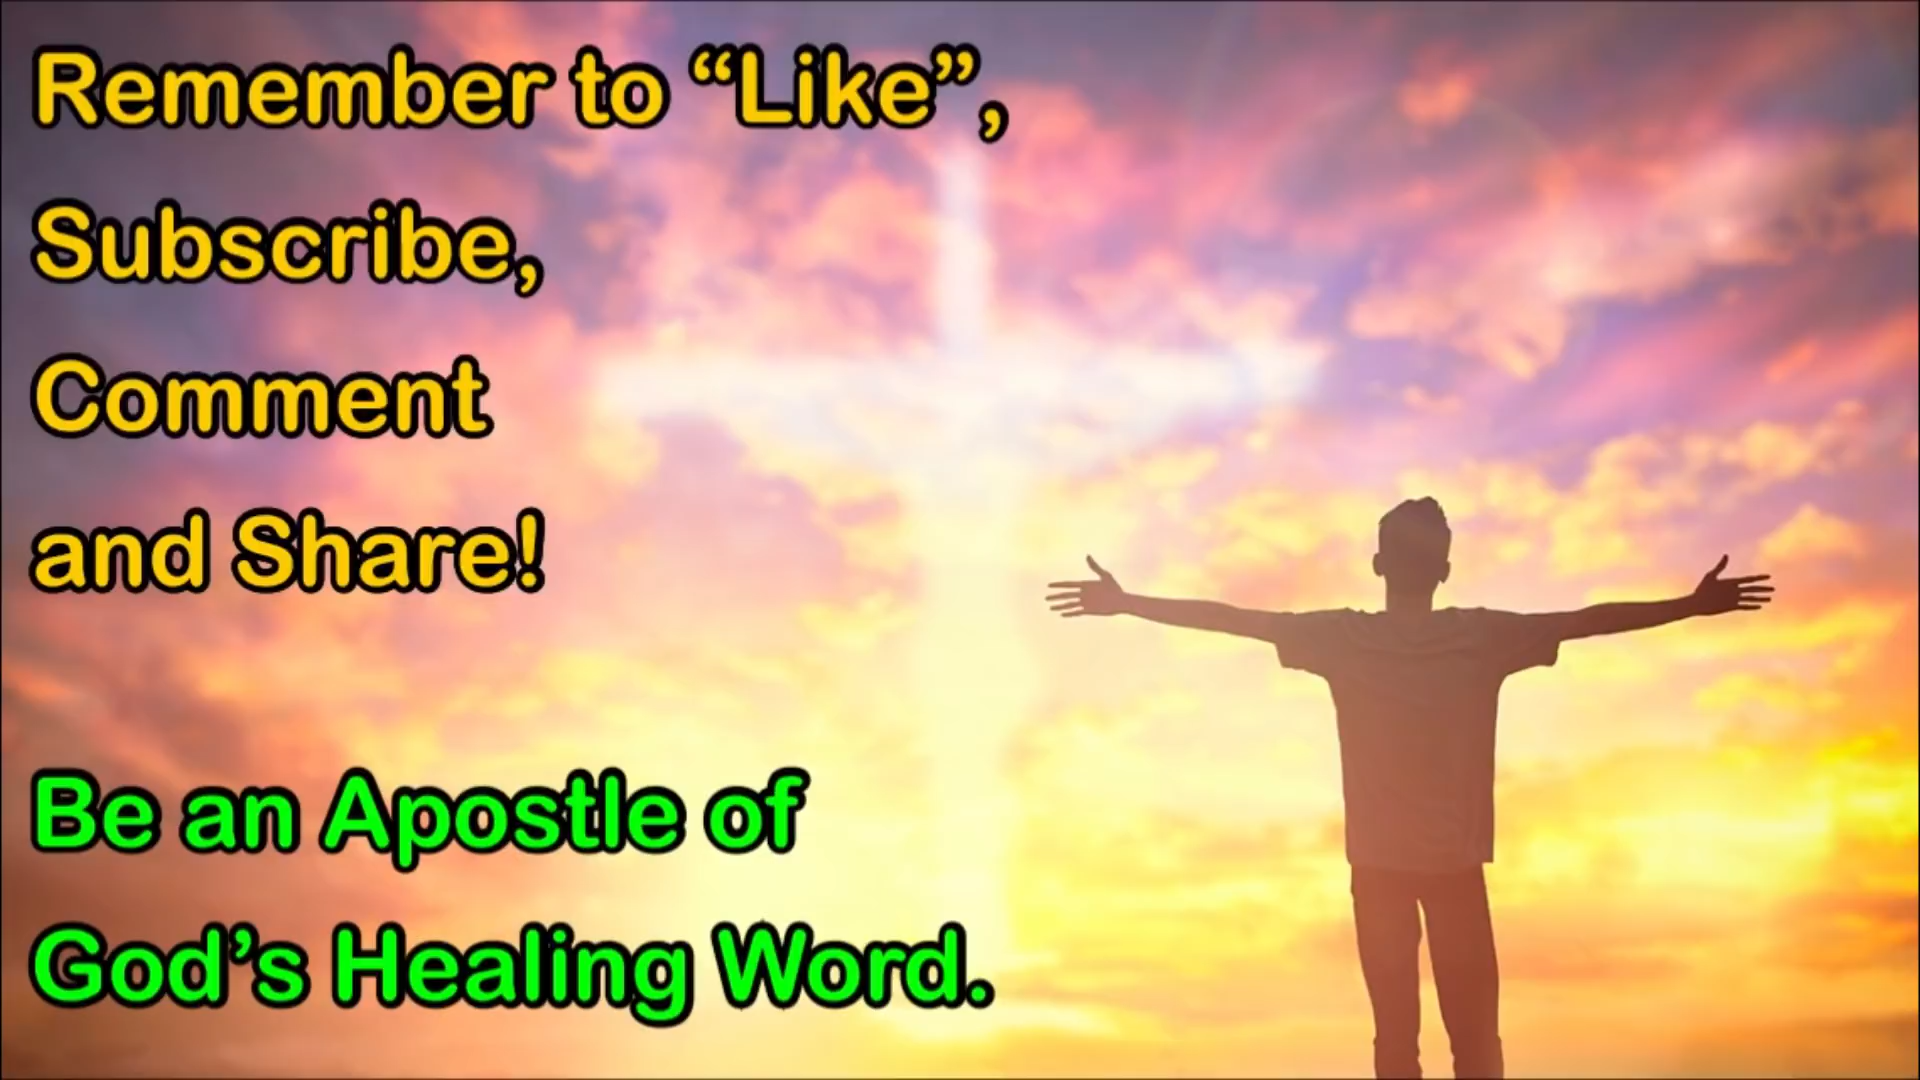 Remember to “Like”,
Subscribe,
Comment
and Share!
Be an Apostle of
God’s Healing Word.